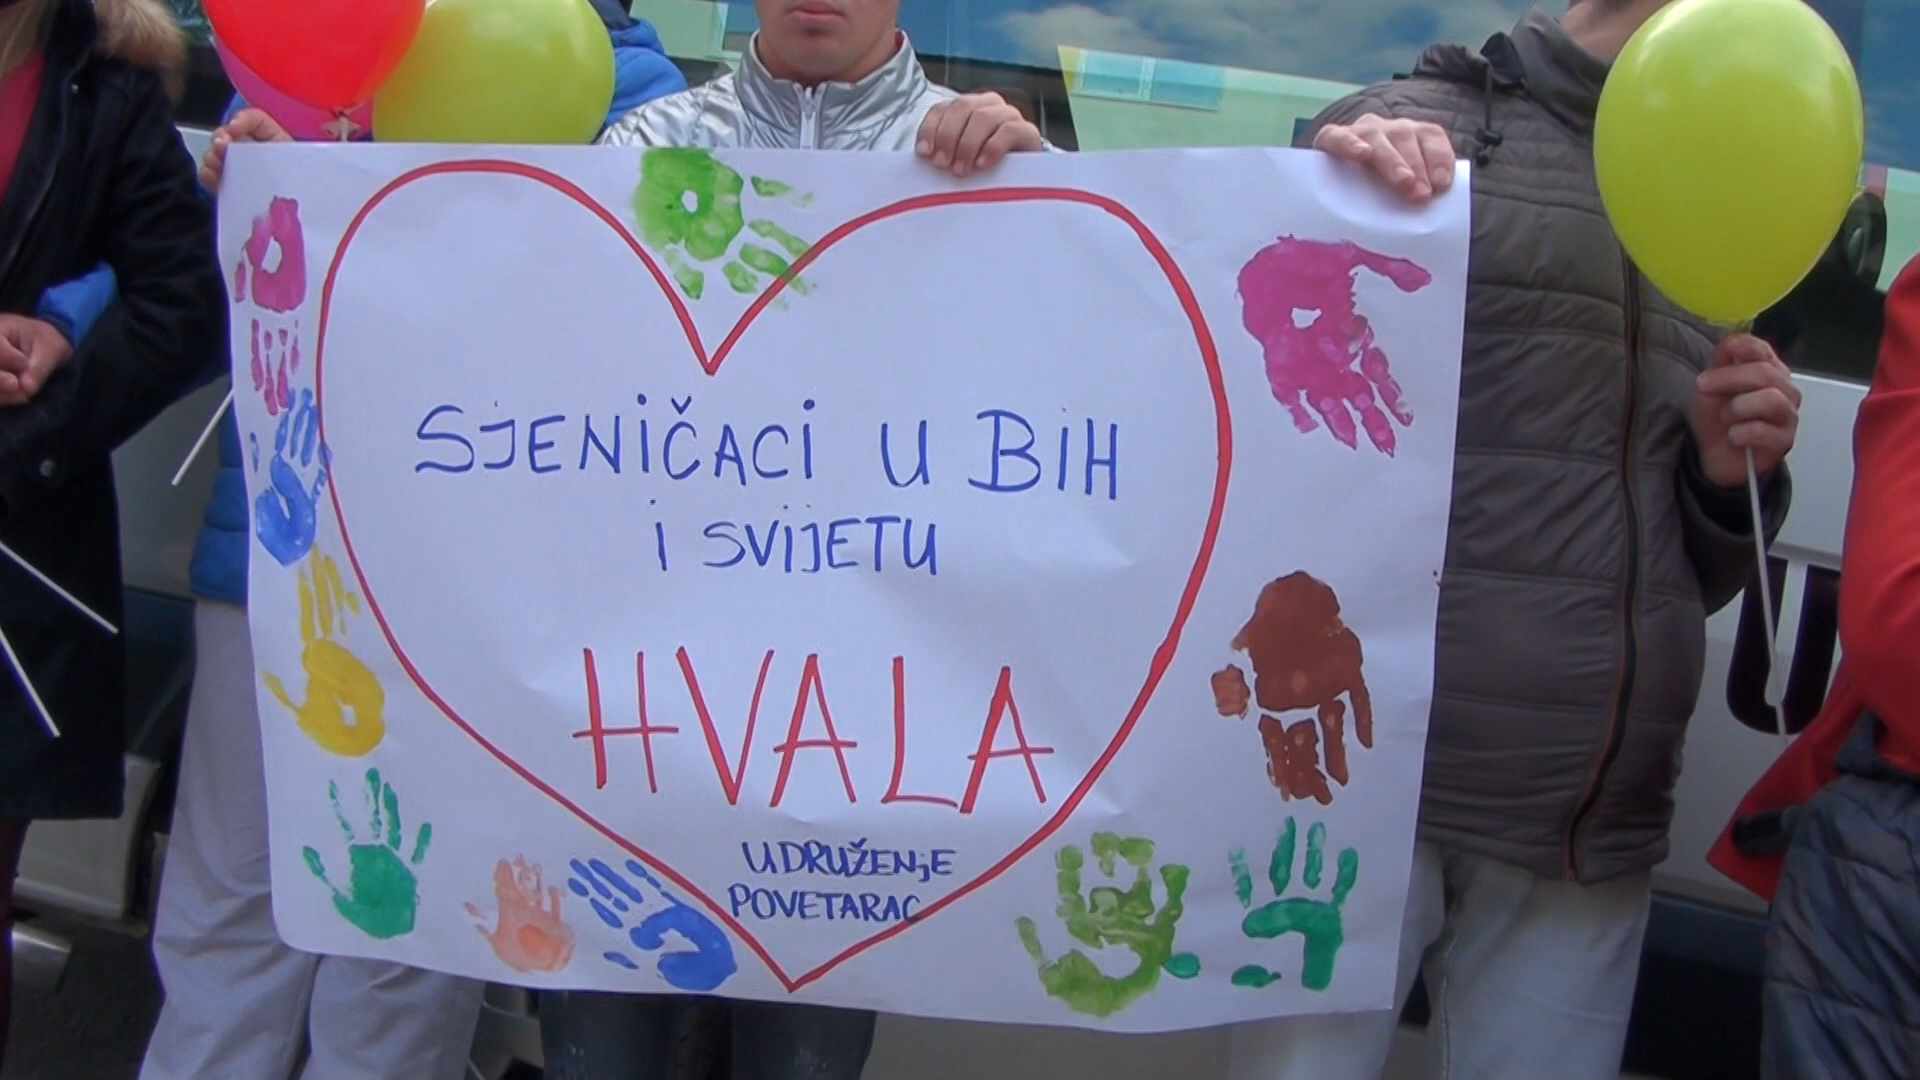 SJENIČACI U BIH
I SVIJETU
HVALA
UDRUŽENJE
POVETARAC